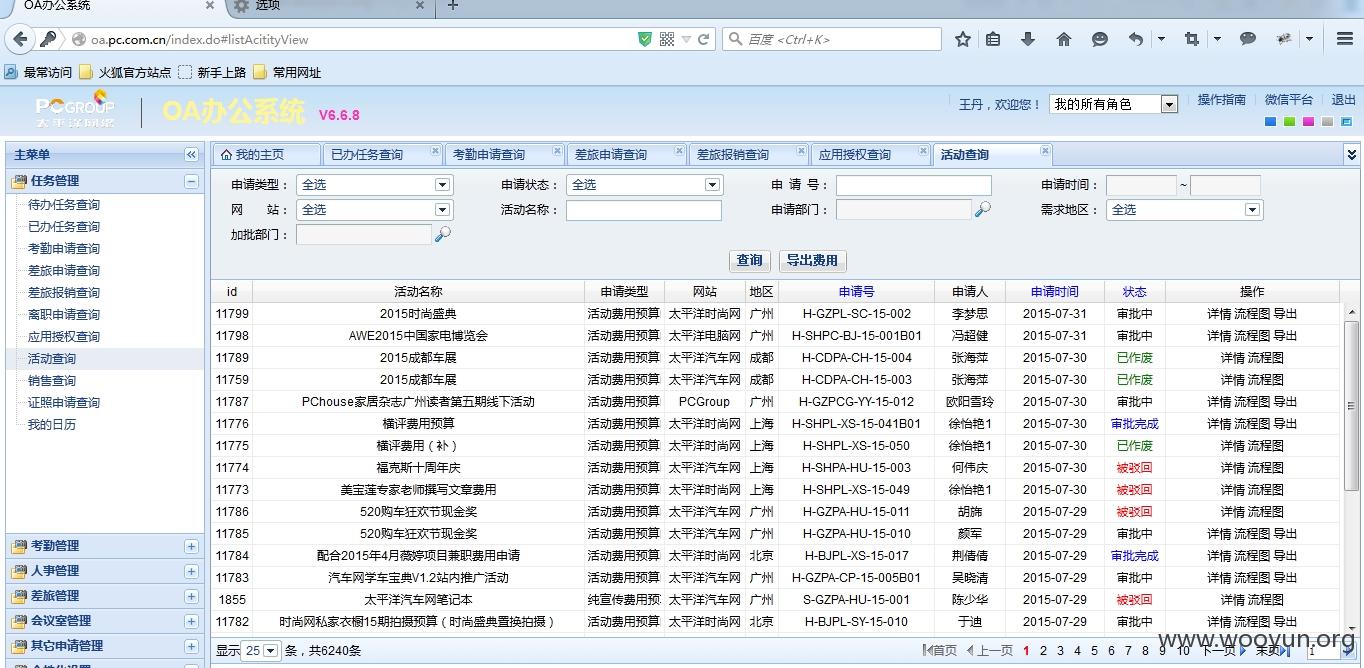 OA办公系统
选项
oa.pc.com.cn/index.do#listAcitityView
百度 <Ctrl+K>
最常访问 火狐官方站点 新手上路 常用网址
PCGROUP 太平洋网络
OA办公系统 V6.6.8
王丹，欢迎您！ 我的所有角色 操作指南 微信平台 退出
主菜单
任务管理
待办任务查询
已办任务查询
考勤申请查询
差旅申请查询
差旅报销查询
离职申请查询
应用授权查询
活动查询
销售查询
证照申请查询
我的日历
考勤管理
人事管理
差旅管理
会议室管理
其它申请管理
我的主页 已办任务查询 考勤申请查询 差旅申请查询 差旅报销查询 应用授权查询 活动查询
申请类型： 全选 申请状态： 全选 申 请 号： 申请时间： ~
网 站： 全选 活动名称： 申请部门： 需求地区： 全选
加批部门：
查询 导出费用
id 活动名称 申请类型 网站 地区 申请号 申请人 申请时间 状态 操作
11799 2015时尚盛典 活动费用预算 太平洋时尚网 广州 H-GZPL-SC-15-002 李梦思 2015-07-31 审批中 详情 流程图 导出
11798 AWE2015中国家电博览会 活动费用预算 太平洋电脑网 广州 H-SHPC-BJ-15-001B01 冯超健 2015-07-31 审批中 详情 流程图 导出
11789 2015成都车展 活动费用预算 太平洋汽车网 成都 H-CDPA-CH-15-004 张海萍 2015-07-30 已作废 详情 流程图
11759 2015成都车展 活动费用预算 太平洋汽车网 成都 H-CDPA-CH-15-003 张海萍 2015-07-30 已作废 详情 流程图
11787 PChouse家居杂志广州读者第五期线下活动 活动费用预算 PCGroup 广州 H-GZPCG-YY-15-012 欧阳雪玲 2015-07-30 审批中 详情 流程图 导出
11776 横评费用预算 活动费用预算 太平洋时尚网 上海 H-SHPL-XS-15-041B01 徐怡艳1 2015-07-30 审批完成 详情 流程图 导出
11775 横评费用（补） 活动费用预算 太平洋时尚网 上海 H-SHPL-XS-15-050 徐怡艳1 2015-07-30 已作废 详情 流程图
11774 福克斯十周年庆 活动费用预算 太平洋汽车网 上海 H-SHPA-HU-15-003 何伟庆 2015-07-30 被驳回 详情 流程图
11773 美宝莲专家老师撰写文章费用 活动费用预算 太平洋时尚网 上海 H-SHPL-XS-15-049 徐怡艳1 2015-07-30 被驳回 详情 流程图
11786 520购车狂欢节现金奖 活动费用预算 太平洋汽车网 广州 H-GZPA-HU-15-011 胡旆 2015-07-30 被驳回 详情 流程图
11785 520购车狂欢节现金奖 活动费用预算 太平洋汽车网 广州 H-GZPA-HU-15-010 颜军 2015-07-29 审批中 详情 流程图 导出
11784 配合2015年4月薇婷项目兼职费用申请 活动费用预算 太平洋时尚网 北京 H-BJPL-XS-15-017 荆倩倩 2015-07-29 审批完成 详情 流程图 导出
11783 汽车网学车宝典V1.2站内推广活动 活动费用预算 太平洋汽车网 广州 H-GZPA-CP-15-005B01 吴晓清 2015-07-29 审批中 详情 流程图 导出
1855 太平洋汽车网笔记本 纯宣传费用预 太平洋汽车网 广州 S-GZPA-HU-15-001 陈少华 2015-07-29 被驳回 详情 流程图
11782 时尚网私家衣橱15期拍摄预算（时尚盛典置换拍摄） 活动费用预算 太平洋时尚网 北京 H-BJPL-SY-15-010 于迪 2015-07-29 审批中 详情 流程图 导出
显示 25 条，共6240条 首页 上一页 1 2 3 4 5 6 7 8 9 10 下一页 末页 1
www.wooyun.org